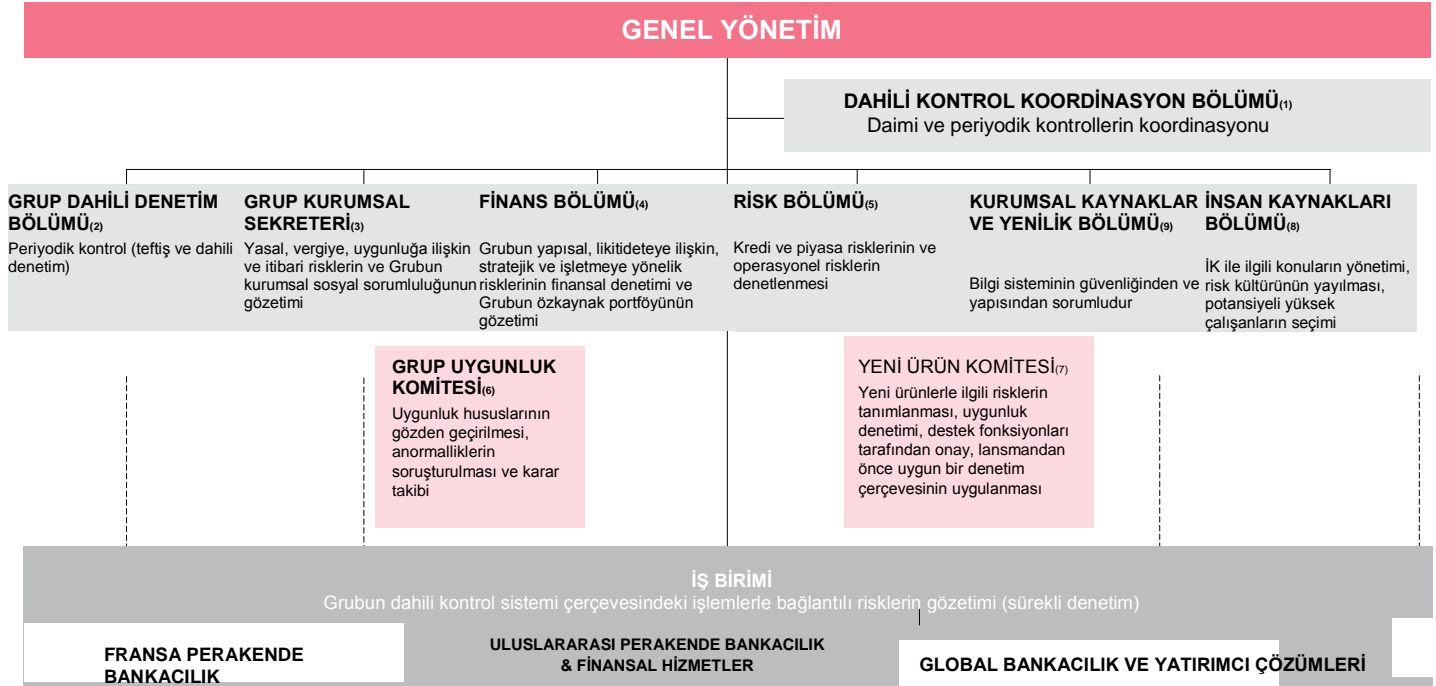 GENEL YÖNETİM
DAHİLİ KONTROL KOORDİNASYON BÖLÜMÜ(1)
Daimi ve periyodik kontrollerin koordinasyonu
GRUP DAHİLİ DENETİM
BÖLÜMÜ(2)
Periyodik kontrol (teftiş ve dahili
denetim)
GRUP KURUMSAL
SEKRETERİ(3)
Yasal, vergiye, uygunluğa ilişkin
ve itibari risklerin ve Grubun
kurumsal sosyal sorumluluğunun
gözetimi
FİNANS BÖLÜMÜ(4)
Grubun yapısal, likititeteye ilişkin,
stratejik ve işletmeye yönelik
risklerinin finansal denetimi ve
Grubun özkaynak portföyünün
gözetimi
RİSK BÖLÜMÜ(5)
Kredi ve piyasa risklerinin ve
operasyonel risklerin
denetlenmesi
KURUMSAL KAYNAKLAR
VE YENİLİK BÖLÜMÜ(9)
Bilgi sisteminin güvenliğinden ve
yapısından sorumludur
İNSAN KAYNAKLARI
BÖLÜMÜ(8)
İK ile ilgili konuların yönetimi,
risk kültürünün yayılması,
potansiyeli yüksek
çalışanların seçimi
GRUP UYGUNLUK
KOMİTESİ(6)
Uygunluk hususlarının
gözden geçirilmesi,
anormalliklerin
soruşturulması ve karar
takibi
YENİ ÜRÜN KOMİTESİ(7)
Yeni ürünlerle ilgili risklerin
tanımlanması, uygunluk
denetimi, destek fonksiyonları
tarafından onay, lansmandan
önce uygun bir denetim
çerçevesinin uygulanması
İŞ BİRİMİ
Grubun dahili kontrol sistemi çerçevesindeki işlemlerle bağlantılı risklerin gözetimi (sürekli denetim)
FRANSA PERAKENDE
BANKACILIK
ULUSLARARASI PERAKENDE BANKACILIK
& FİNANSAL HİZMETLER
GLOBAL BANKACILIK VE YATIRIMCI ÇÖZÜMLERİ